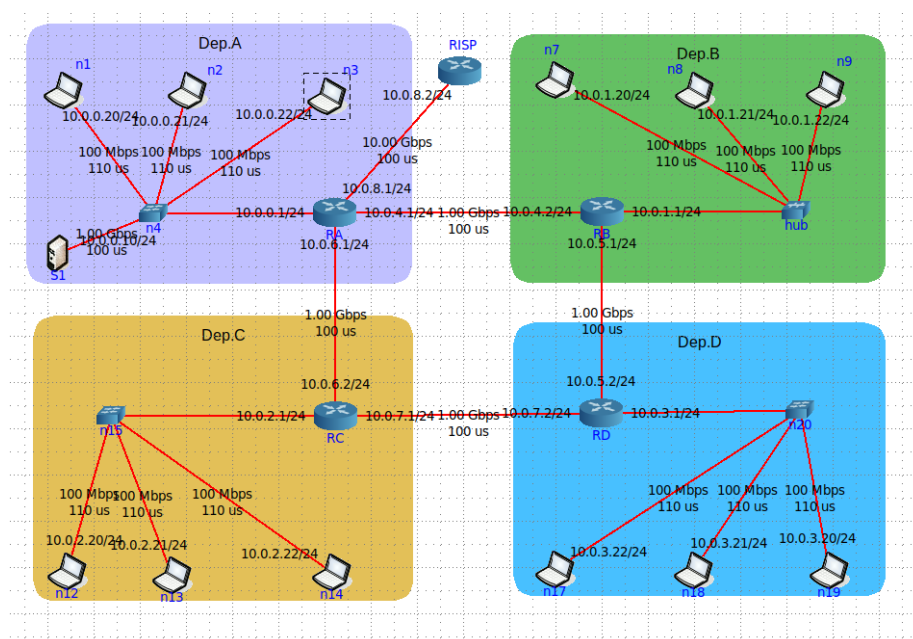 Dep.A
n1
n2
n3
RISP
10.0.8.2/24
10.0.0.20/24
10.0.0.21/24
10.0.0.22/24
100 Mbps
110 us
100 Mbps
110 us
100 Mbps
110 us
10.00 Gbps
100 us
10.0.8.1/24
n4
10.0.0.1/24
RA
10.0.4.1/24
1.00 Gbps
100 us
10.0.4.2/24
1.00 Gbps
100 us
10.0.0.10/24
S1
10.0.6.1/24
Dep.B
n7
n8
n9
10.0.1.20/24
10.0.1.21/24
10.0.1.22/24
100 Mbps
110 us
100 Mbps
110 us
100 Mbps
110 us
RB
10.0.1.1/24
hub
10.0.5.1/24
1.00 Gbps
100 us
1.00 Gbps
100 us
Dep.C
10.0.6.2/24
n15
10.0.2.1/24
RC
10.0.7.1/24
1.00 Gbps
100 us
10.0.7.2/24
100 Mbps
110 us
100 Mbps
110 us
100 Mbps
110 us
10.0.2.20/24
10.0.2.21/24
10.0.2.22/24
n12
n13
n14
Dep.D
10.0.5.2/24
RD
10.0.3.1/24
n20
100 Mbps
110 us
100 Mbps
110 us
100 Mbps
110 us
10.0.3.22/24
10.0.3.21/24
10.0.3.20/24
n17
n18
n19